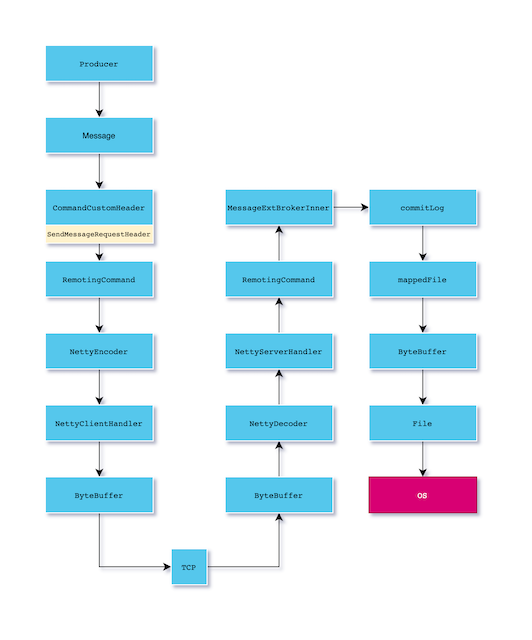 Producer
Message
CommandCustomHeader
SendMessageRequestHeader
RemotingCommand
NettyEncoder
NettyClientHandler
ByteBuffer
TCP
ByteBuffer
NettyDecoder
NettyServerHandler
RemotingCommand
MessageExtBrokerInner
commitLog
mappedFile
ByteBuffer
File
OS